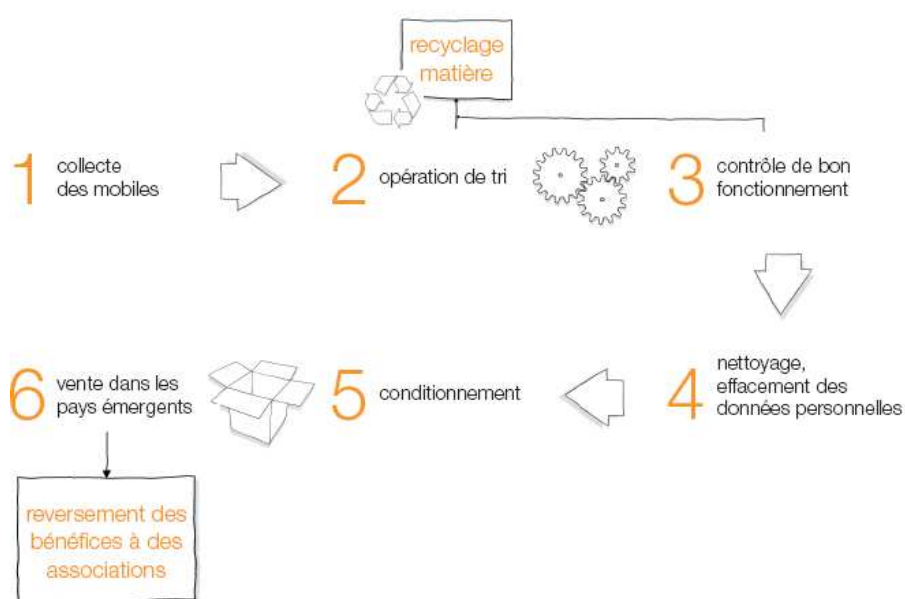 recyclage
matière
1 collecte
des mobiles
2 opération de tri
3 contrôle de bon
fonctionnement
4 nettoyage,
effacement des
données personnelles
5 conditionnement
6 vente dans les
pays émergents
reversement des
bénéfices à des
associations